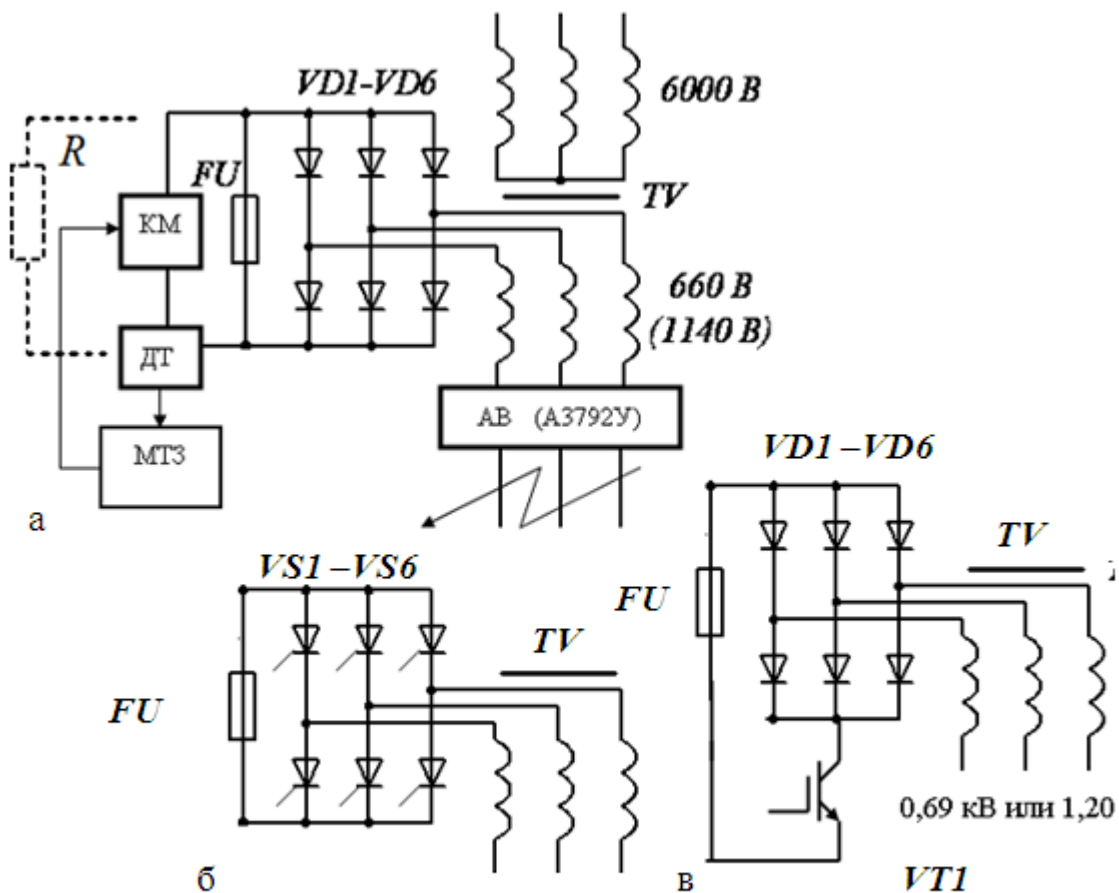 VD1-VD6
6000 В
R
FU
КМ
TV
ДТ
660 В
(1140 В)
МТЗ
АВ (А3792У)
а
VD1 –VD6
VS1 –VS6
TV
FU
TV
FU
0,69 кВ или 1,20
б
в
VT1